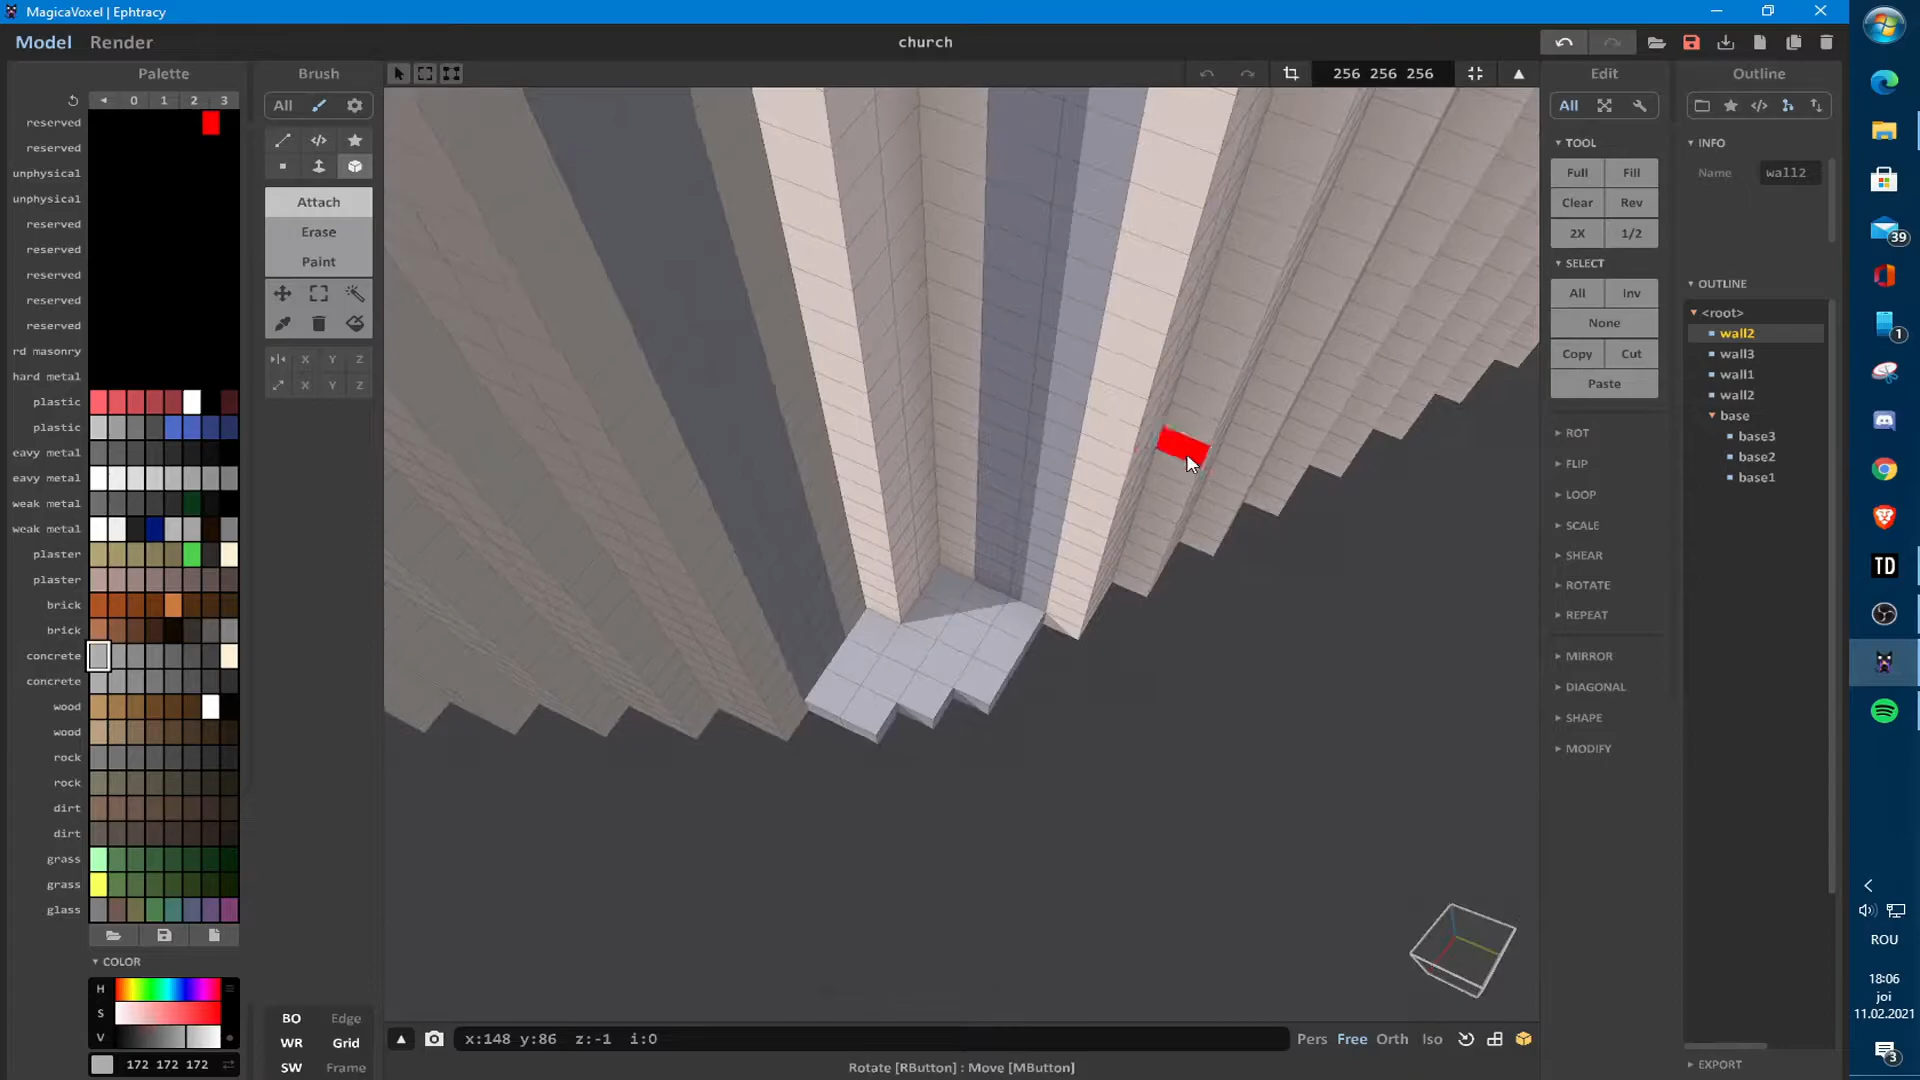 MagicaVoxel | Ephtracy
Model Render
church
Palette
Brush
256 256 256
Edit
Outline
0 1 2 3
All
All
reserved
reserved
unphysical
unphysical
reserved
reserved
reserved
reserved
reserved
rd masonry
hard metal
plastic
plastic
eavy metal
eavy metal
weak metal
weak metal
plaster
plaster
brick
brick
concrete
concrete
wood
wood
rock
rock
dirt
dirt
grass
grass
glass
COLOR
H
S
V
172 172 172
Attach
Erase
Paint
X Y Z
X Y Z
BO Edge
WR Grid
SW Frame
TOOL
Full Fill
Clear Rev
2X 1/2
SELECT
All Inv
None
Copy Cut
Paste
ROT
FLIP
LOOP
SCALE
SHEAR
ROTATE
REPEAT
MIRROR
DIAGONAL
SHAPE
MODIFY
INFO
Name wall2
OUTLINE
<root>
wall2
wall3
wall1
wall2
base
base3
base2
base1
EXPORT
x:148 y:86 z:-1 i:0
Pers Free Orth Iso
Rotate [RButton] : Move [MButton]
39
1
TD
ROU
18:06
joi
11.02.2021
3